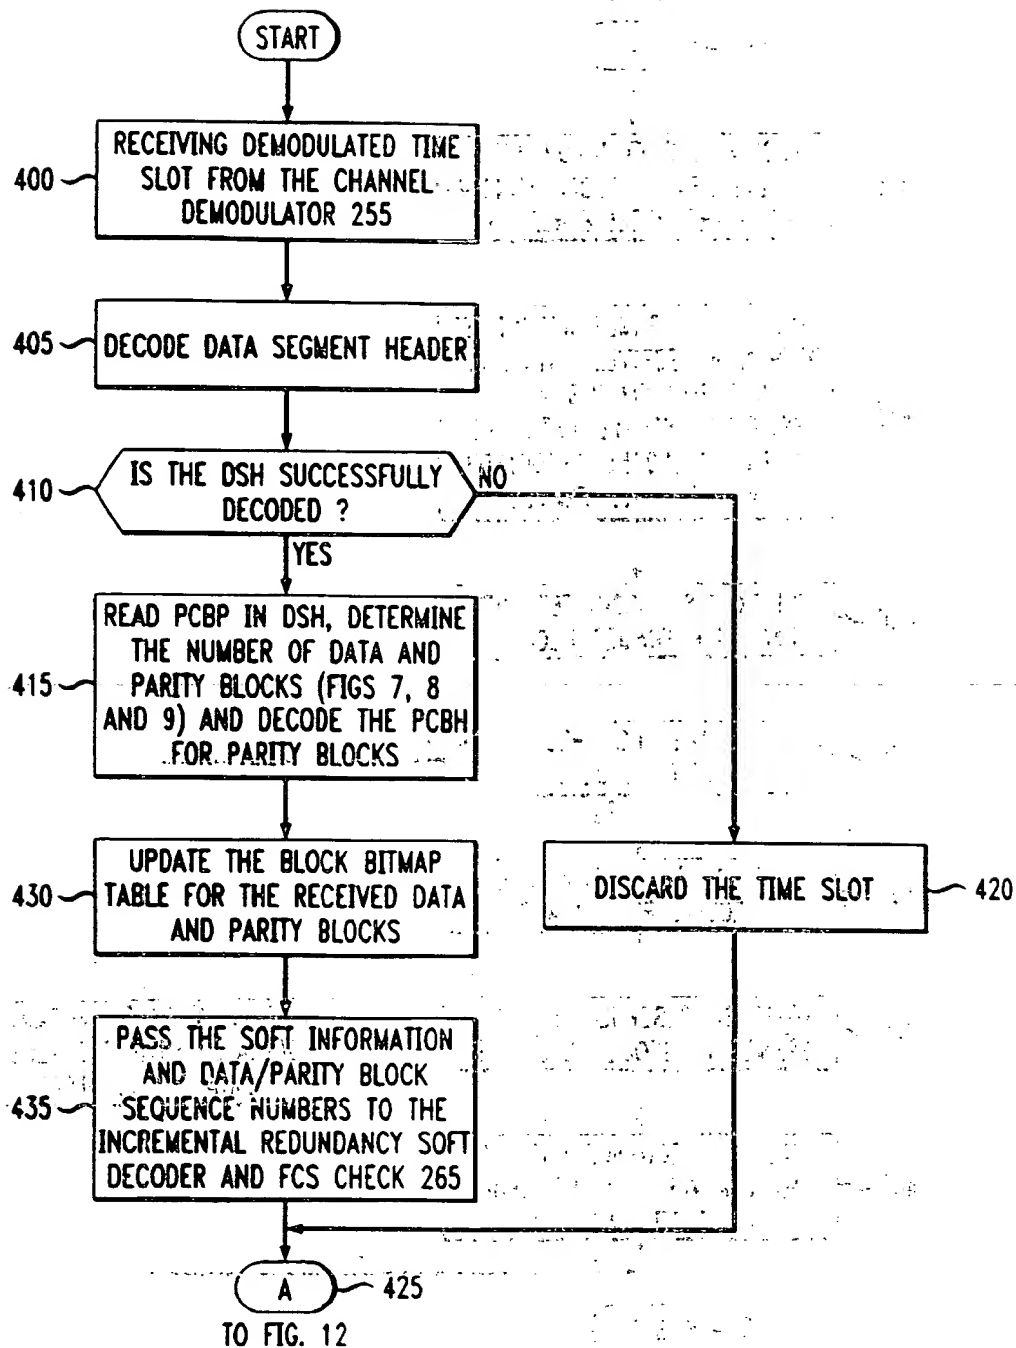 START
400
RECEIVING DEMODULATED TIME
SLOT FROM THE CHANNEL
DEMODULATOR 255
405
DECODE DATA SEGMENT HEADER
410
IS THE DSH SUCCESSFULLY
DECODED ?
NO
YES
415
READ PCBP IN DSH, DETERMINE
THE NUMBER OF DATA AND
PARITY BLOCKS (FIGS 7, 8
AND 9) AND DECODE THE PCBH
FOR PARITY BLOCKS
430
UPDATE THE BLOCK BITMAP
TABLE FOR THE RECEIVED DATA
AND PARITY BLOCKS
DISCARD THE TIME SLOT
420
435
PASS THE SOFT INFORMATION
AND DATA/PARITY BLOCK
SEQUENCE NUMBERS TO THE
INCREMENTAL REDUNDANCY SOFT
DECODER AND FCS CHECK 265
A
425
TO FIG. 12